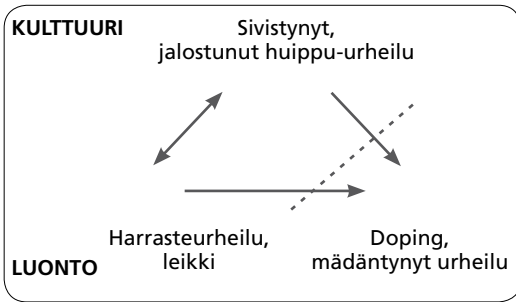 KULTTUURI
Sivistynyt,
jalostunut huippu-urheilu
Harrasteurheilu,
leikki
Doping,
mädäntynyt urheilu
LUONTO